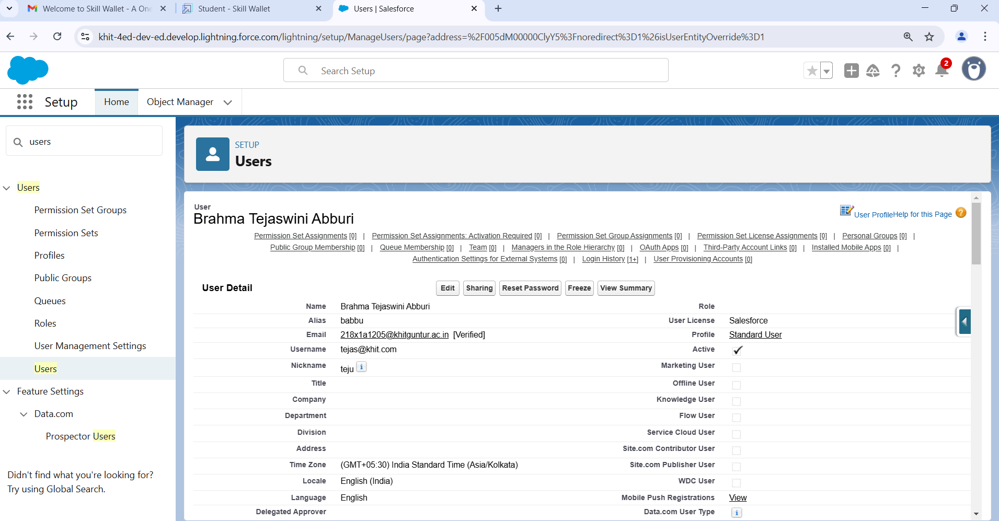 Welcome to Skill Wallet - A One
Student - Skill Wallet
Users | Salesforce
khit-4ed-dev-ed.develop.lightning.force.com/lightning/setup/ManageUsers/page?address=%2F005dM00000ClyY5%3Fnoredirect%3D1%26isUserEntityOverride%3D1
Search Setup
2
Setup
Home
Object Manager
users
Users
Permission Set Groups
Permission Sets
Profiles
Public Groups
Queues
Roles
User Management Settings
Users
Feature Settings
Data.com
Prospector Users
Didn't find what you're looking for?
Try using Global Search.
SETUP
Users
User
Brahma Tejaswini Abburi
User Profile Help for this Page ?
Permission Set Assignments [0] | Permission Set Assignments: Activation Required [0] | Permission Set Group Assignments [0] | Permission Set License Assignments [0] | Personal Groups [0] |
Public Group Membership [0] | Queue Membership [0] | Team [0] | Managers in the Role Hierarchy [0] | OAuth Apps [0] | Third-Party Account Links [0] | Installed Mobile Apps [0] |
Authentication Settings for External Systems [0] | Login History [1+] | User Provisioning Accounts [0]
User Detail Edit Sharing Reset Password Freeze View Summary
Name Brahma Tejaswini Abburi Role
Alias babbu User License Salesforce
Email 218x1a1205@khitguntur.ac.in [Verified] Profile Standard User
Username tejas@khit.com Active
Nickname teju i Marketing User
Title Offline User
Company Knowledge User
Department Flow User
Division Service Cloud User
Address Site.com Contributor User
Time Zone (GMT+05:30) India Standard Time (Asia/Kolkata) Site.com Publisher User
Locale English (India) WDC User
Language English Mobile Push Registrations View
Delegated Approver Data.com User Type i